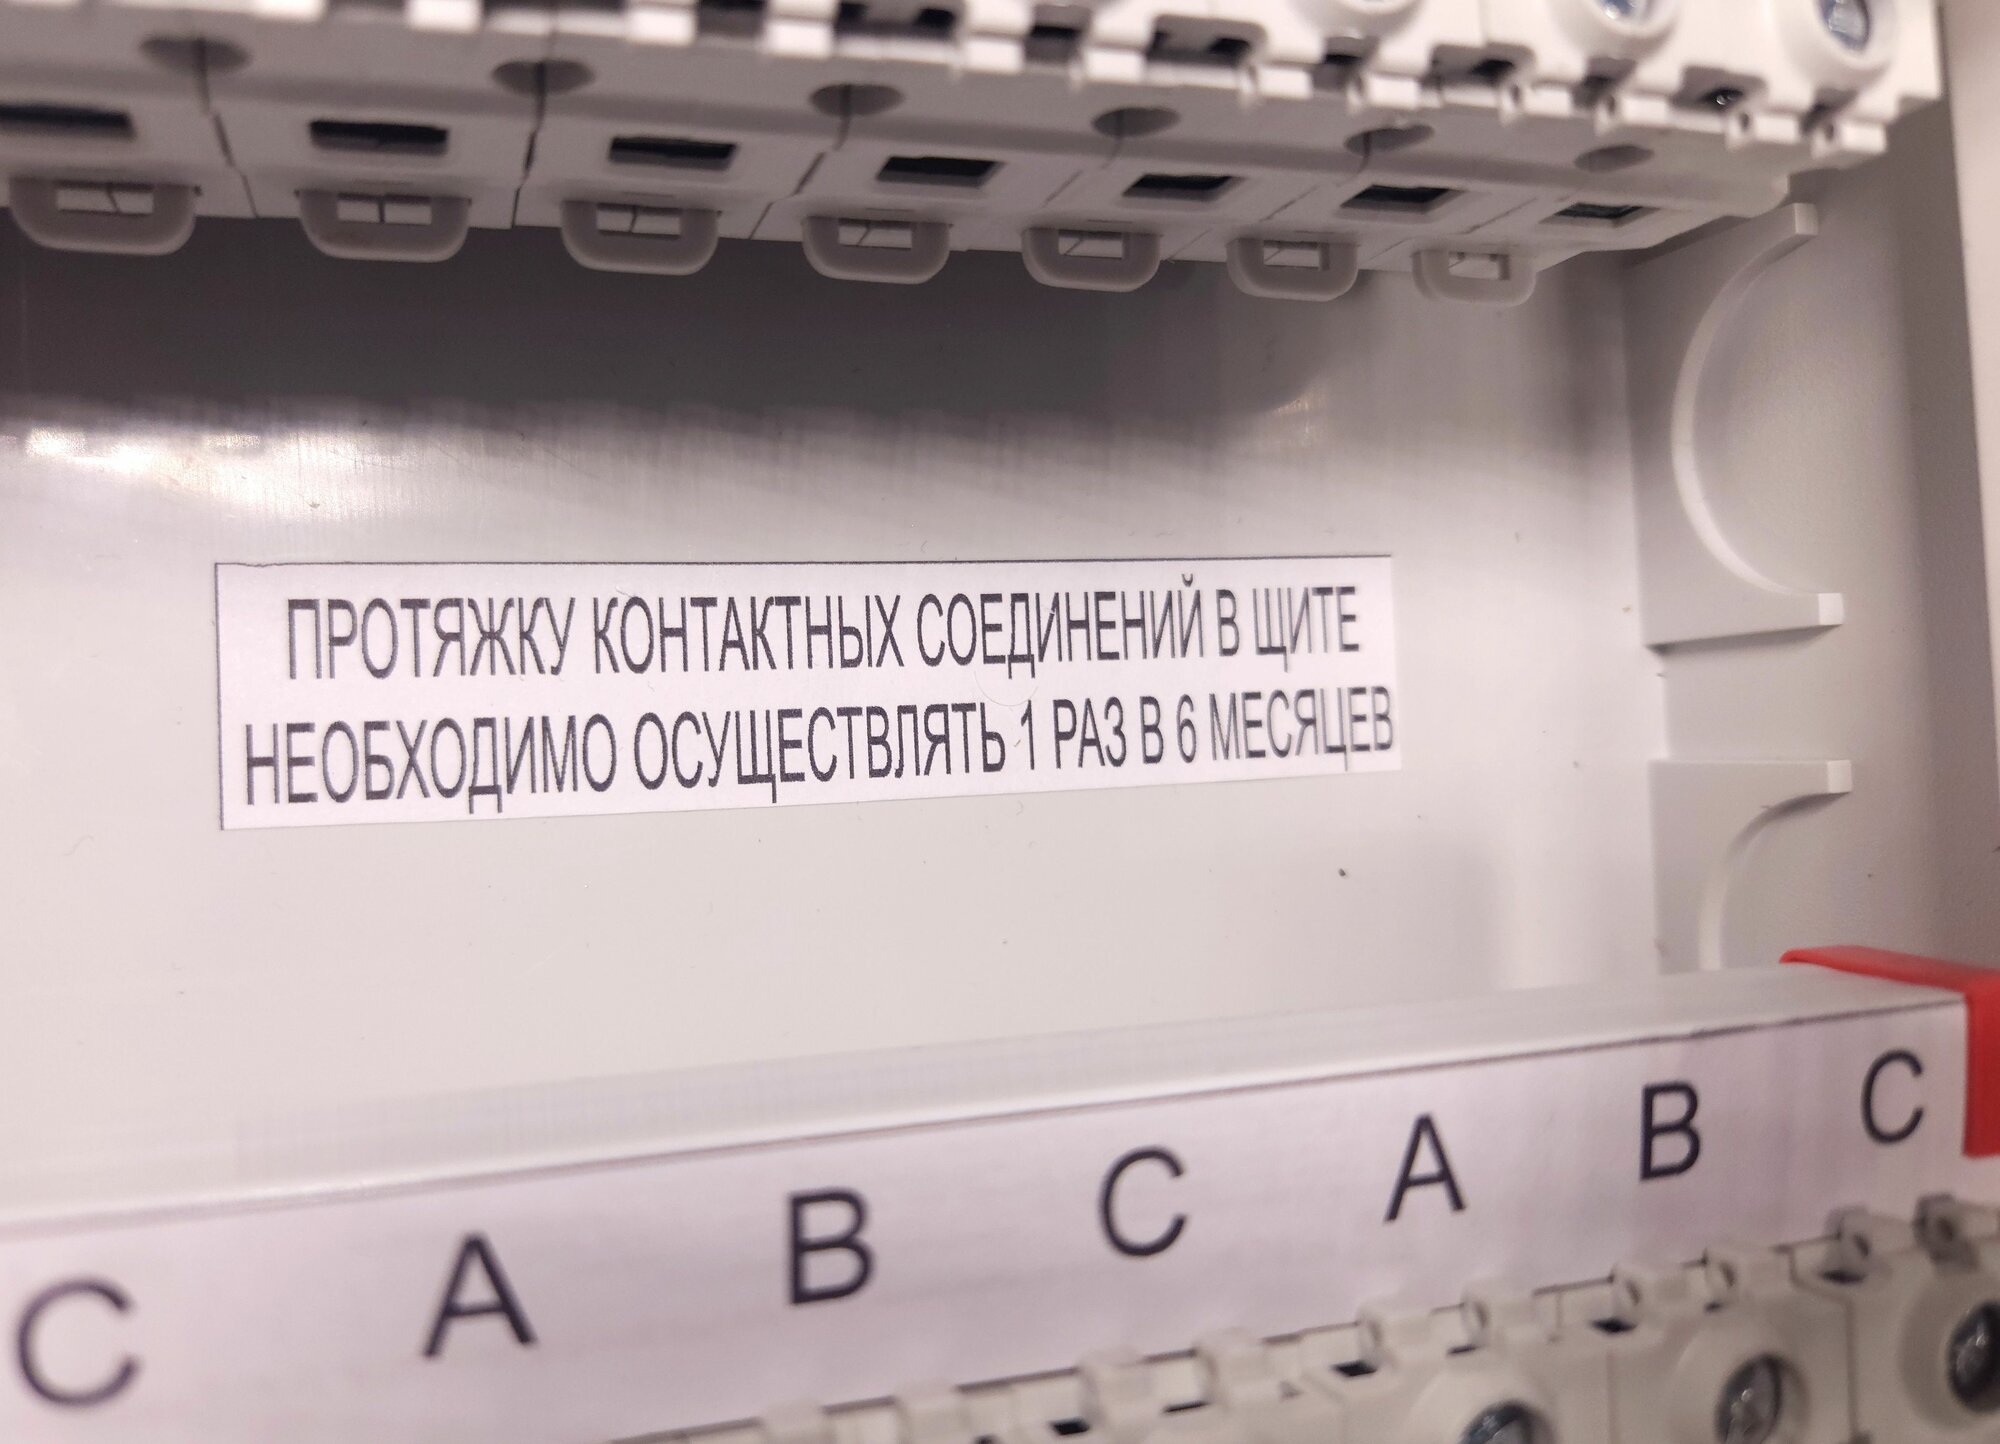 ПРОТЯЖКУ КОНТАКТНЫХ СОЕДИНЕНИЙ В ЩИТЕ
НЕОБХОДИМО ОСУЩЕСТВЛЯТЬ 1 РАЗ В 6 МЕСЯЦЕВ
C A B C A B C